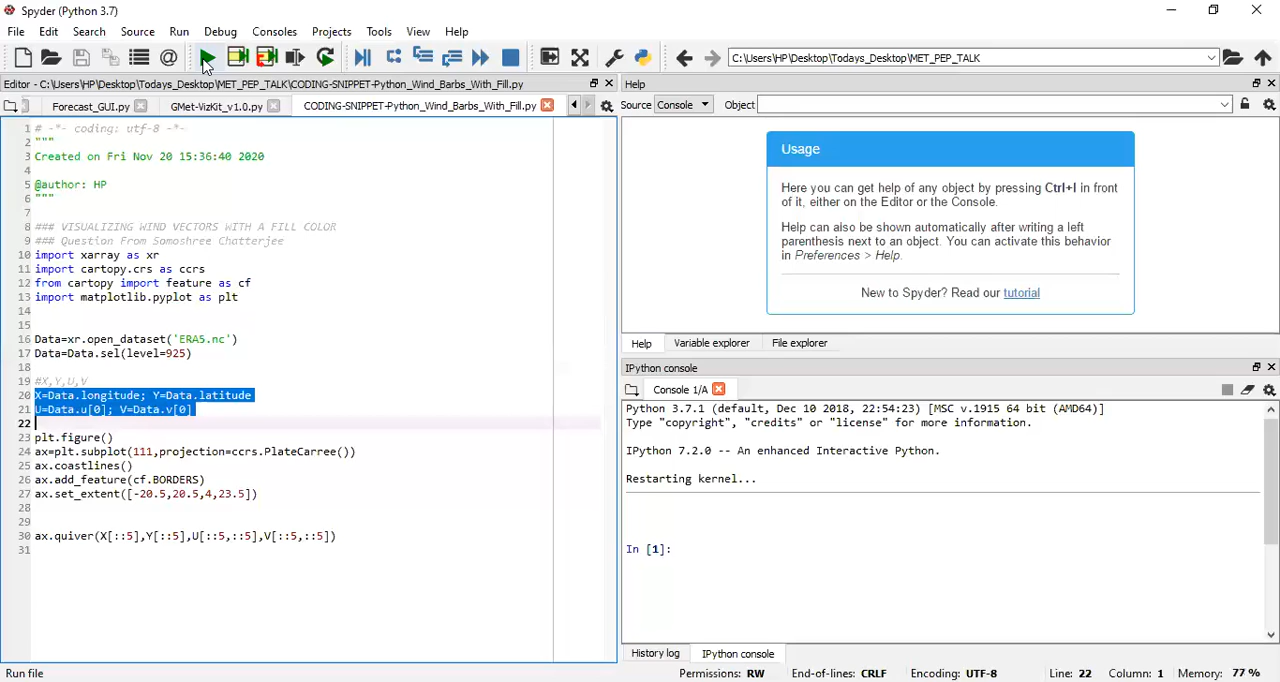 Spyder (Python 3.7)
File Edit Search Source Run Debug Consoles Projects Tools View Help
C:\Users\HP\Desktop\Todays_Desktop\MET_PEP_TALK
Editor - C:\Users\HP\Desktop\Todays_Desktop\MET_PEP_TALK\CODING-SNIPPET-Python_Wind_Barbs_With_Fill.py
Forecast_GUI.py GMet-VizKit_v1.0.py CODING-SNIPPET-Python_Wind_Barbs_With_Fill.py
1 # -*- coding: utf-8 -*-
2 """
3 Created on Fri Nov 20 15:36:40 2020
4
5 @author: HP
6 """
7
8 ### VISUALIZING WIND VECTORS WITH A FILL COLOR
9 ### Question From Somoshree Chatterjee
10 import xarray as xr
11 import cartopy.crs as ccrs
12 from cartopy import feature as cf
13 import matplotlib.pyplot as plt
14
15
16 Data=xr.open_dataset('ERA5.nc')
17 Data=Data.sel(level=925)
18
19 #X,Y,U,V
20 X=Data.longitude; Y=Data.latitude
21 U=Data.u[0]; V=Data.v[0]
22
23 plt.figure()
24 ax=plt.subplot(111,projection=ccrs.PlateCarree())
25 ax.coastlines()
26 ax.add_feature(cf.BORDERS)
27 ax.set_extent([-20.5,20.5,4,23.5])
28
29
30 ax.quiver(X[::5],Y[::5],U[::5,::5],V[::5,::5])
31
Help
Source Console Object
Usage
Here you can get help of any object by pressing Ctrl+I in front
of it, either on the Editor or the Console.
Help can also be shown automatically after writing a left
parenthesis next to an object. You can activate this behavior
in Preferences > Help.
New to Spyder? Read our tutorial
Help Variable explorer File explorer
IPython console
Console 1/A
Python 3.7.1 (default, Dec 10 2018, 22:54:23) [MSC v.1915 64 bit (AMD64)]
Type "copyright", "credits" or "license" for more information.
IPython 7.2.0 -- An enhanced Interactive Python.
Restarting kernel...
In [1]:
History log IPython console
Run file
Permissions: RW End-of-lines: CRLF Encoding: UTF-8 Line: 22 Column: 1 Memory: 77 %